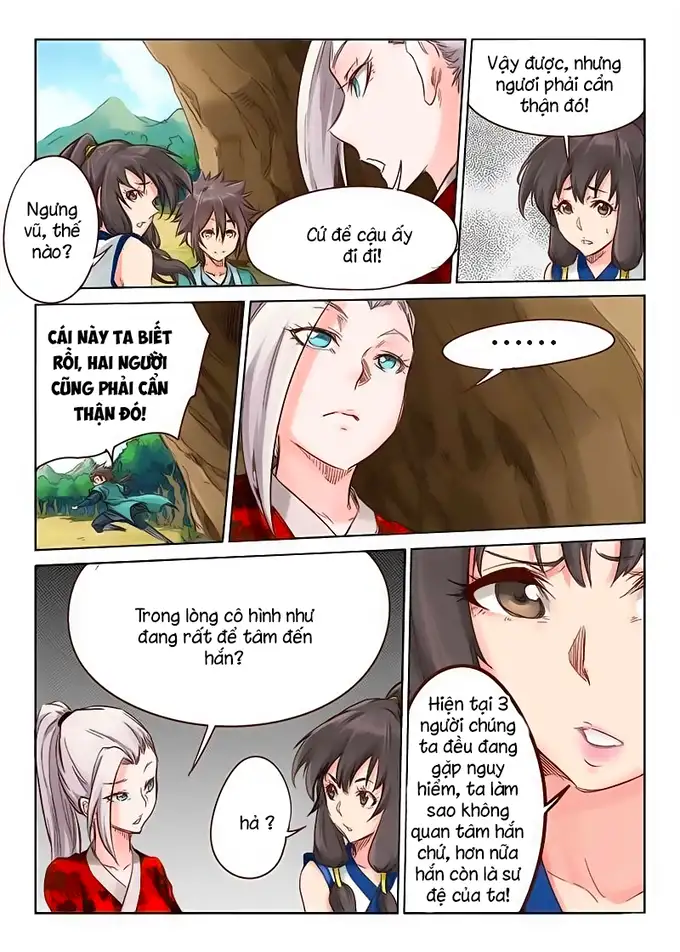 Ngưng
vũ, thế
nào?
Cứ để cậu ấy
đi đi!
Vậy được, nhưng
ngươi phải cẩn
thận đó!
CÁI NÀY TA BIẾT
RỒI, HAI NGƯỜI
CŨNG PHẢI CẨN
THẬN ĐÓ!
......
Trong lòng cô hình như
đang rất để tâm đến
hắn?
hả ?
Hiện tại 3
người chúng
ta đều đang
gặp nguy
hiểm, ta làm
sao không
quan tâm hắn
chứ, hơn nữa
hắn còn là sư
đệ của ta!